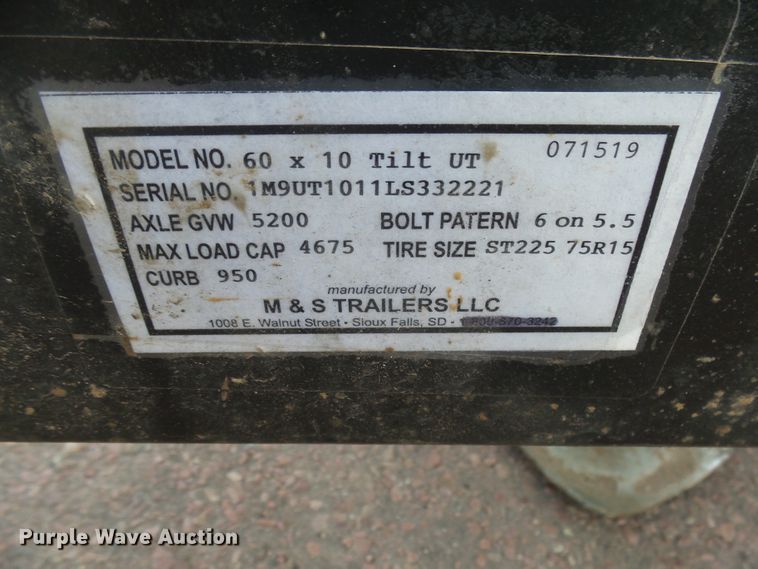 071519
MODEL NO. 60 x 10 Tilt UT
SERIAL NO. 1M9UT1011LS332221
AXLE GVW 5200 BOLT PATERN 6 on 5.5
MAX LOAD CAP 4675 TIRE SIZE ST225 75R15
CURB 950
manufactured by
M & S TRAILERS LLC
1008 E. Walnut Street • Sioux Falls, SD •
Purple Wave Auction